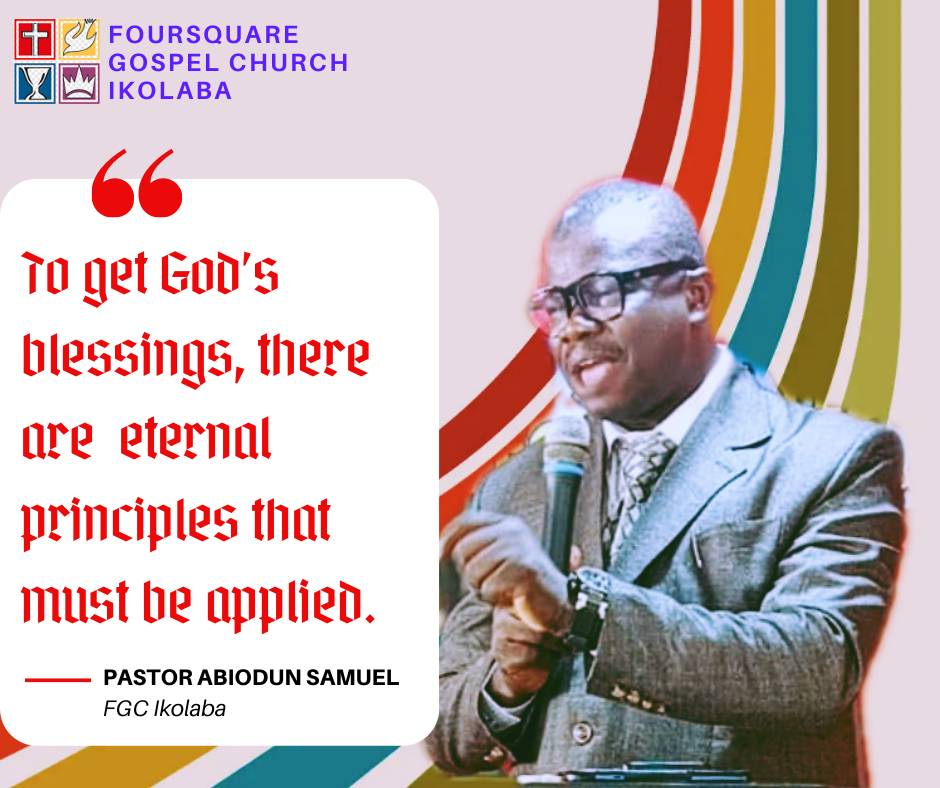 FOURSQUARE
GOSPEL CHURCH
IKOLABA
“
To get God's
blessings, there
are eternal
principles that
must be applied.
PASTOR ABIODUN SAMUEL
FGC Ikolaba